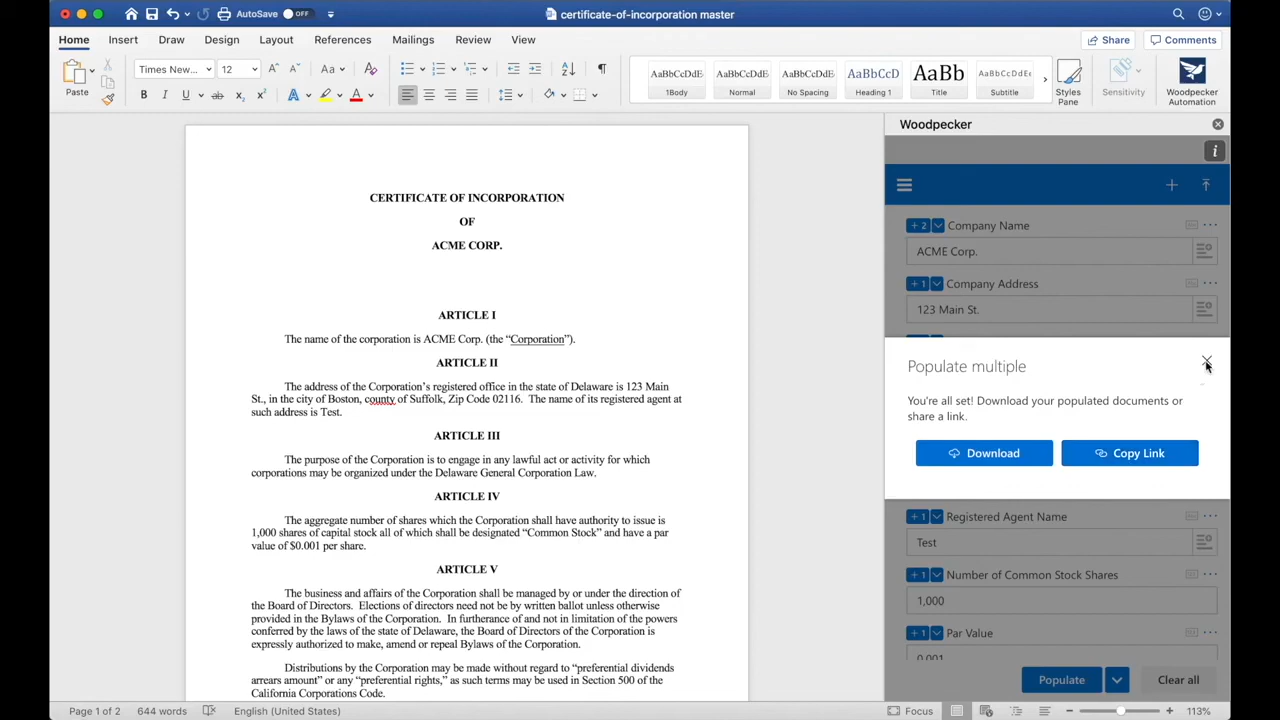 AutoSave OFF
certificate-of-incorporation master
Home Insert Draw Design Layout References Mailings Review View
Share Comments
Paste
Times New... 12
AaBbCcDdEe AaBbCcDdEe AaBbCcDdEe AaBbCcD AaBb AaBbCcDdEe
1Body Normal No Spacing Heading 1 Title Subtitle
Styles Pane
Sensitivity
Woodpecker Automation
CERTIFICATE OF INCORPORATION
OF
ACME CORP.
ARTICLE I
The name of the corporation is ACME Corp. (the “Corporation”).
ARTICLE II
The address of the Corporation’s registered office in the state of Delaware is 123 Main
St., in the city of Boston, county of Suffolk, Zip Code 02116. The name of its registered agent at
such address is Test.
ARTICLE III
The purpose of the Corporation is to engage in any lawful act or activity for which
corporations may be organized under the Delaware General Corporation Law.
ARTICLE IV
The aggregate number of shares which the Corporation shall have authority to issue is
1,000 shares of capital stock all of which shall be designated “Common Stock” and have a par
value of $0.001 per share.
ARTICLE V
The business and affairs of the Corporation shall be managed by or under the direction of
the Board of Directors. Elections of directors need not be by written ballot unless otherwise
provided in the Bylaws of the Corporation. In furtherance of and not in limitation of the powers
conferred by the laws of the state of Delaware, the Board of Directors of the Corporation is
expressly authorized to make, amend or repeal Bylaws of the Corporation.
Distributions by the Corporation may be made without regard to “preferential dividends
arrears amount” or any “preferential rights,” as such terms may be used in Section 500 of the
California Corporations Code.
Woodpecker
+ 2 Company Name
ACME Corp.
+ 1 Company Address
123 Main St.
Populate multiple
You're all set! Download your populated documents or
share a link.
Download Copy Link
+ 1 Registered Agent Name
Test
+ 1 Number of Common Stock Shares
1,000
+ 1 Par Value
0.001
Populate Clear all
Page 1 of 2 644 words English (United States) Focus 113%